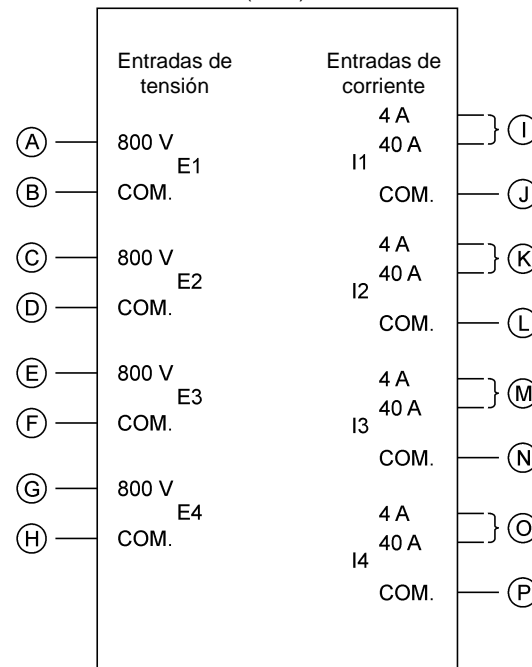 Entradas de
tensión
Entradas de
corriente
A
800 V
E1
B
COM.
C
800 V
E2
D
COM.
E
800 V
E3
F
COM.
G
800 V
E4
H
COM.
4 A
40 A
I
I1
COM.
J
4 A
40 A
K
I2
COM.
L
4 A
40 A
M
I3
COM.
N
4 A
40 A
O
I4
COM.
P